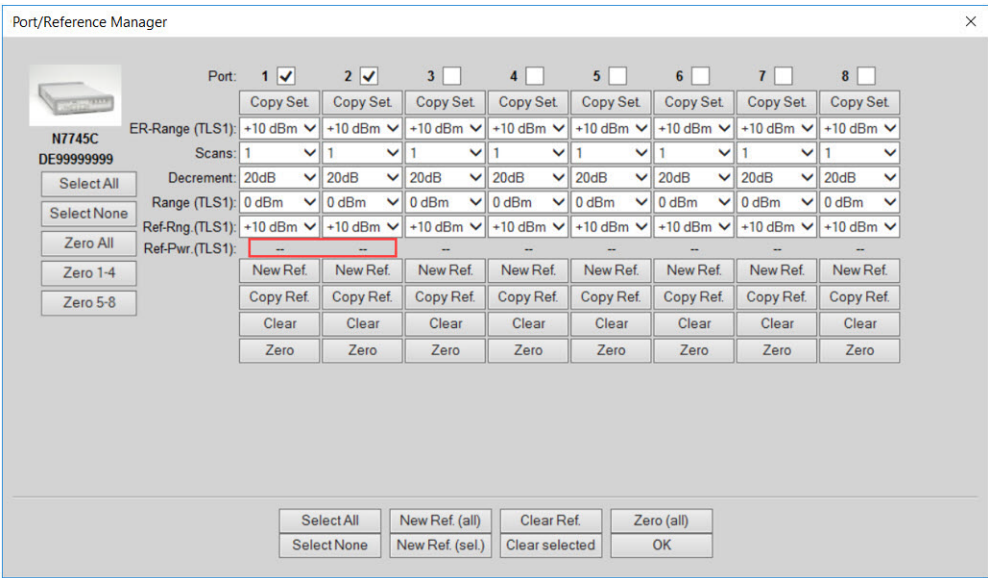 Port/Reference Manager
Port: 1 2 3 4 5 6 7 8
Copy Set. Copy Set. Copy Set. Copy Set. Copy Set. Copy Set. Copy Set. Copy Set.
ER-Range (TLS1): +10 dBm +10 dBm +10 dBm +10 dBm +10 dBm +10 dBm +10 dBm +10 dBm
N7745C
Scans: 1 1 1 1 1 1 1 1
DE99999999
Decrement: 20dB 20dB 20dB 20dB 20dB 20dB 20dB 20dB
Select All
Range (TLS1): 0 dBm 0 dBm 0 dBm 0 dBm 0 dBm 0 dBm 0 dBm 0 dBm
Select None
Ref-Rng.(TLS1): +10 dBm +10 dBm +10 dBm +10 dBm +10 dBm +10 dBm +10 dBm +10 dBm
Zero All
Ref-Pwr.(TLS1): -- -- -- -- -- -- -- --
Zero 1-4
New Ref. New Ref. New Ref. New Ref. New Ref. New Ref. New Ref. New Ref.
Zero 5-8
Copy Ref. Copy Ref. Copy Ref. Copy Ref. Copy Ref. Copy Ref. Copy Ref. Copy Ref.
Clear Clear Clear Clear Clear Clear Clear Clear
Zero Zero Zero Zero Zero Zero Zero Zero
Select All New Ref. (all) Clear Ref. Zero (all)
Select None New Ref. (sel.) Clear selected OK